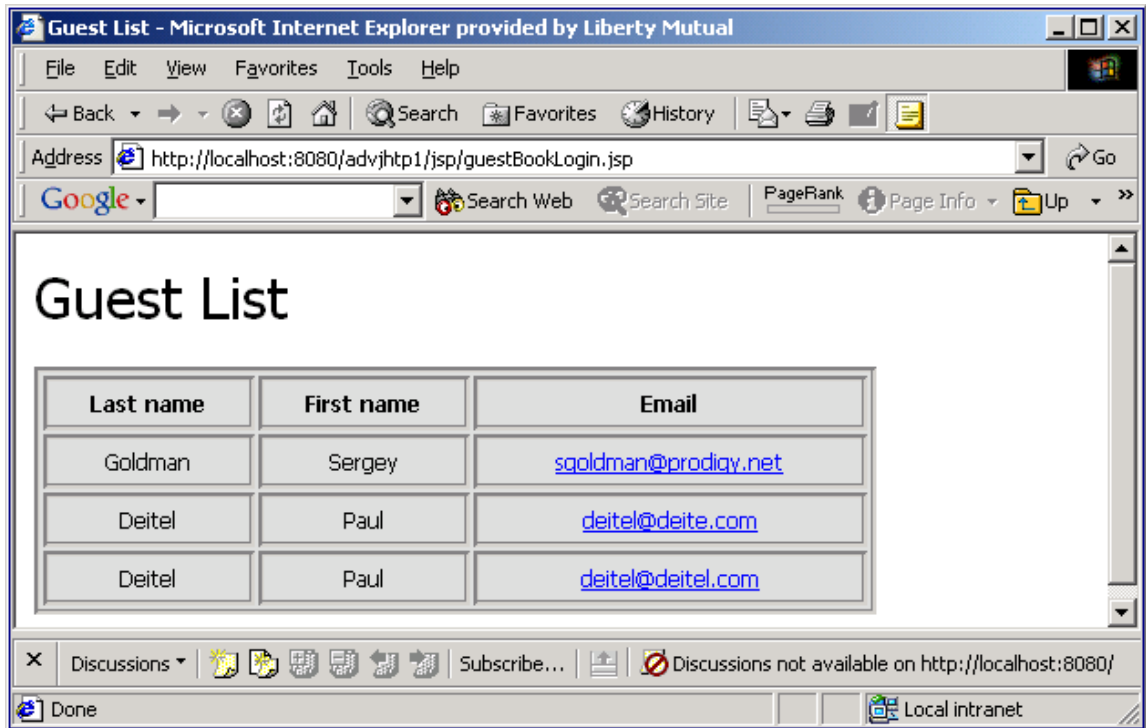 Guest List - Microsoft Internet Explorer provided by Liberty Mutual
File Edit View Favorites Tools Help
Back Search Favorites History
Address http://localhost:8080/advjhtp1/jsp/guestBookLogin.jsp Go
Google Search Web Search Site PageRank Page Info Up »
Guest List
Last name First name Email
Goldman Sergey sgoldman@prodigy.net
Deitel Paul deitel@deite.com
Deitel Paul deitel@deitel.com
Discussions Subscribe... Discussions not available on http://localhost:8080/
Done Local intranet